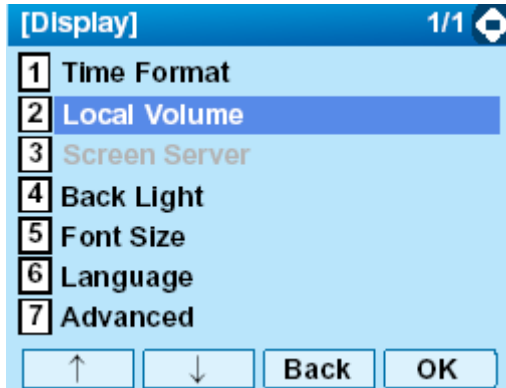 [Display] 1/1
1 Time Format
2 Local Volume
3 Screen Server
4 Back Light
5 Font Size
6 Language
7 Advanced
↑ ↓ Back OK